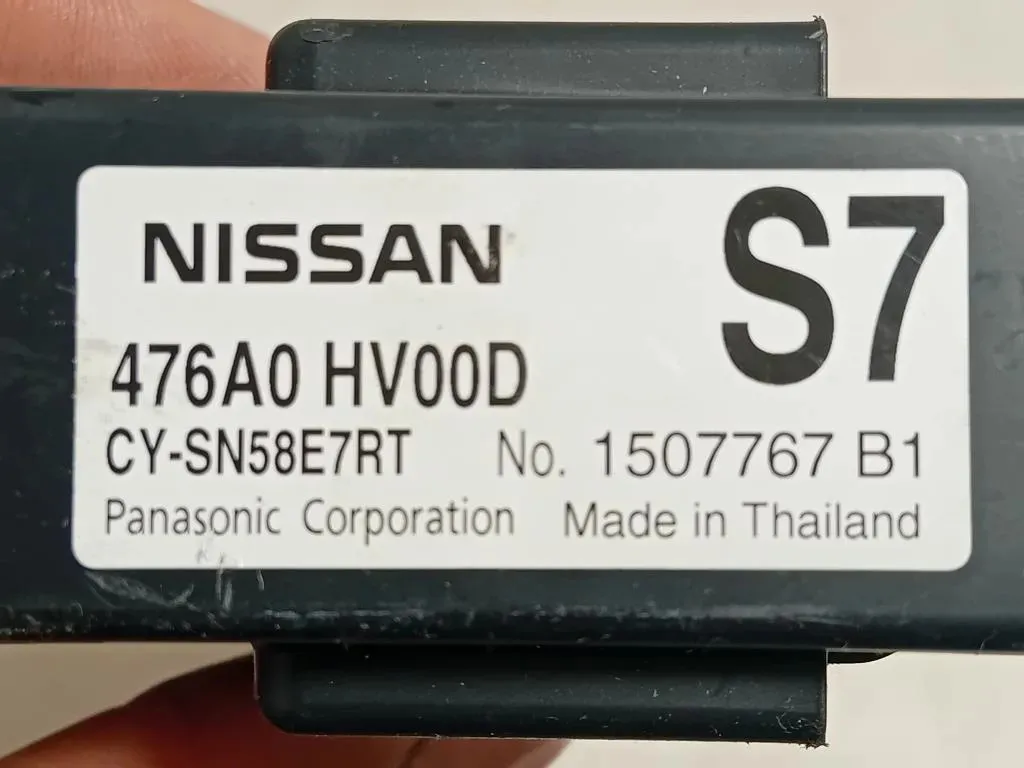 NISSAN
S7
476A0 HV00D
CY-SN58E7RT No. 1507767 B1
Panasonic Corporation Made in Thailand